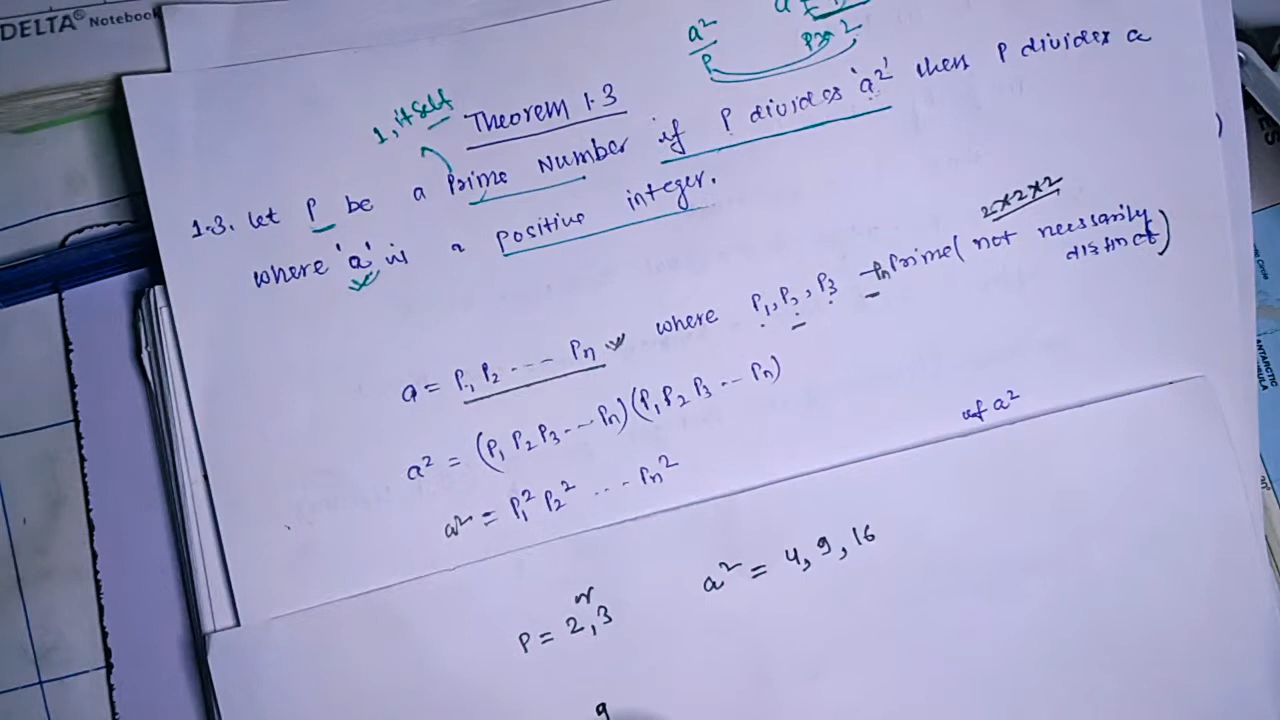 DELTA® Notebook
a²
P
1, itself
Theorem 1.3
1.3. Let P be a Prime Number if P divides 'a²' then P divides a
where 'a' is a positive integer.
2×2×2
a = P₁ P₂ ... Pn where P₁, P₂, P₃ Pn Prime (not necessarily distinct)
a² = (P₁ P₂ P₃ ... Pn)(P₁ P₂ P₃ ... Pn)
a² = P₁² P₂² ... Pn²
of a²
P = 2, 3 or
a² = 4, 9, 16
9